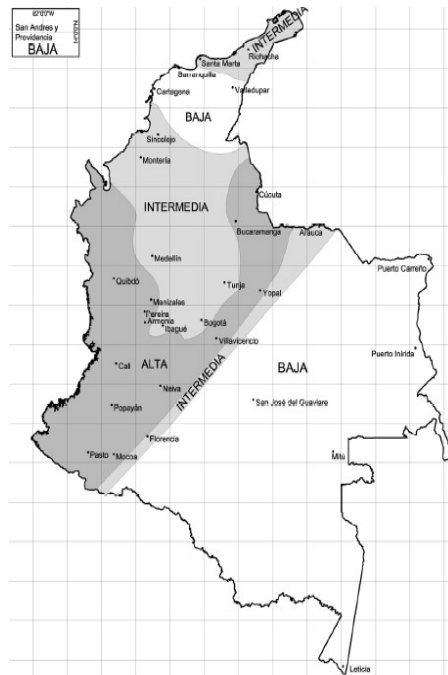 82°00'W
San Andres y
Providencia
BAJA
INTERMEDIA
Riohacha
Santa Marta
Barranquilla
Cartagena
Valledupar
BAJA
Sincelejo
Montería
Cúcuta
INTERMEDIA
Bucaramanga
Arauca
Medellín
Puerto Carreño
Quibdó
Tunja
Yopal
Manizales
Pereira
Armenia
Ibagué
Bogotá
Villavicencio
Puerto Inírida
Cali
ALTA
INTERMEDIA
BAJA
Neiva
San José del Guaviare
Popayán
Florencia
Pasto
Mocoa
Mitú
Leticia